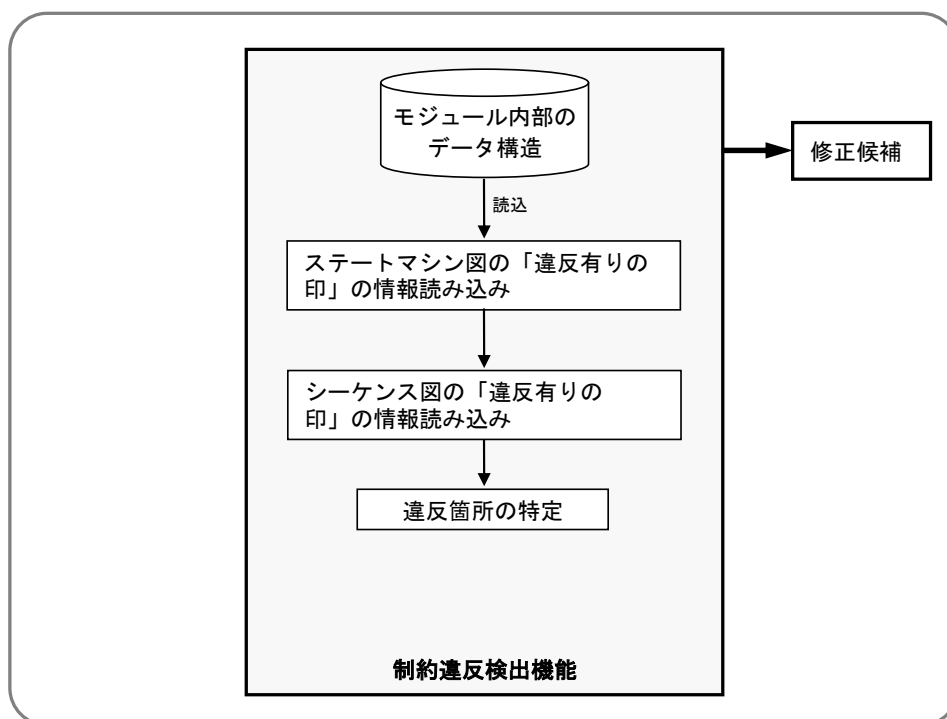 モジュール内部の
データ構造
修正候補
読込
ステートマシン図の「違反有りの
印」の情報読み込み
シーケンス図の「違反有りの
印」の情報読み込み
違反箇所の特定
制約違反検出機能